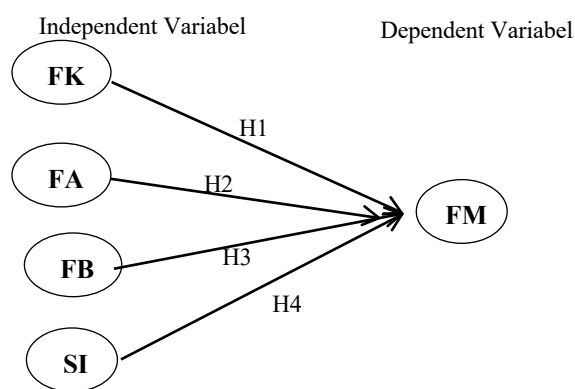 Independent Variabel
Dependent Variabel
FK
H1
FA
H2
FM
FB
H3
H4
SI